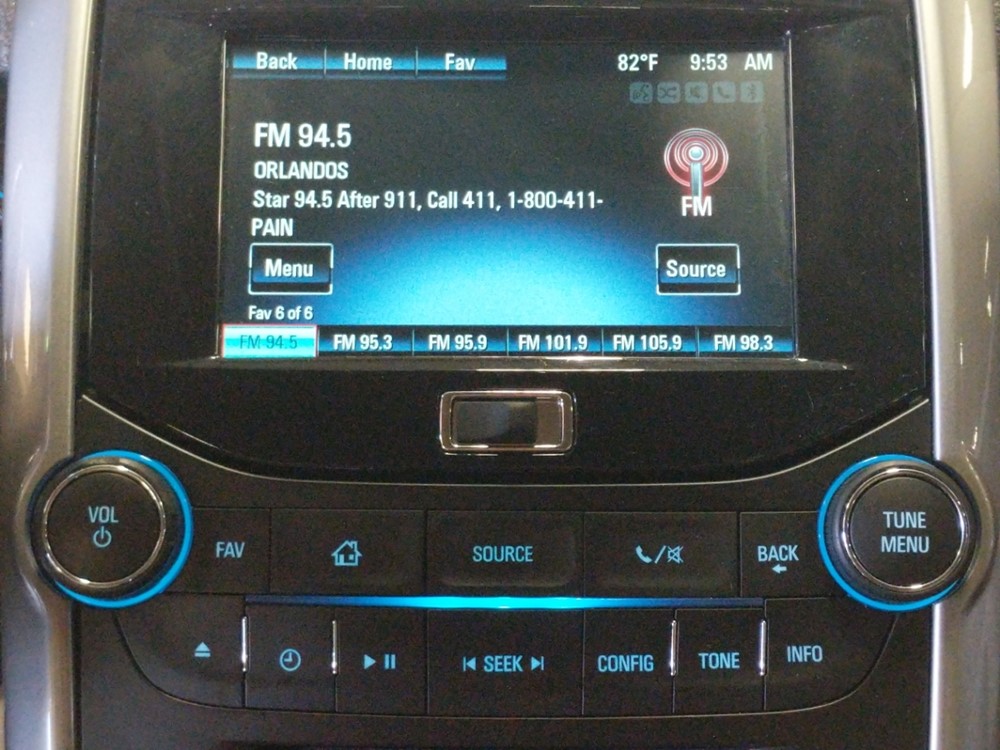 Back Home Fav 82°F 9:53 AM
FM 94.5
ORLANDOS
Star 94.5 After 911, Call 411, 1-800-411-
PAIN
FM
Menu Source
Fav 6 of 6
FM 94.5 FM 95.3 FM 95.9 FM 101.9 FM 105.9 FM 98.3
VOL
FAV SOURCE BACK
TUNE
MENU
SEEK CONFIG TONE INFO